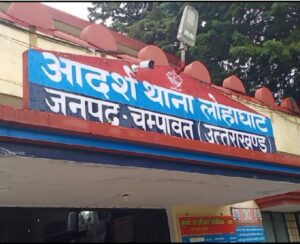 आदर्श थाना लोहाघाट
जनपद - चम्पावत (उत्तराखण्ड)